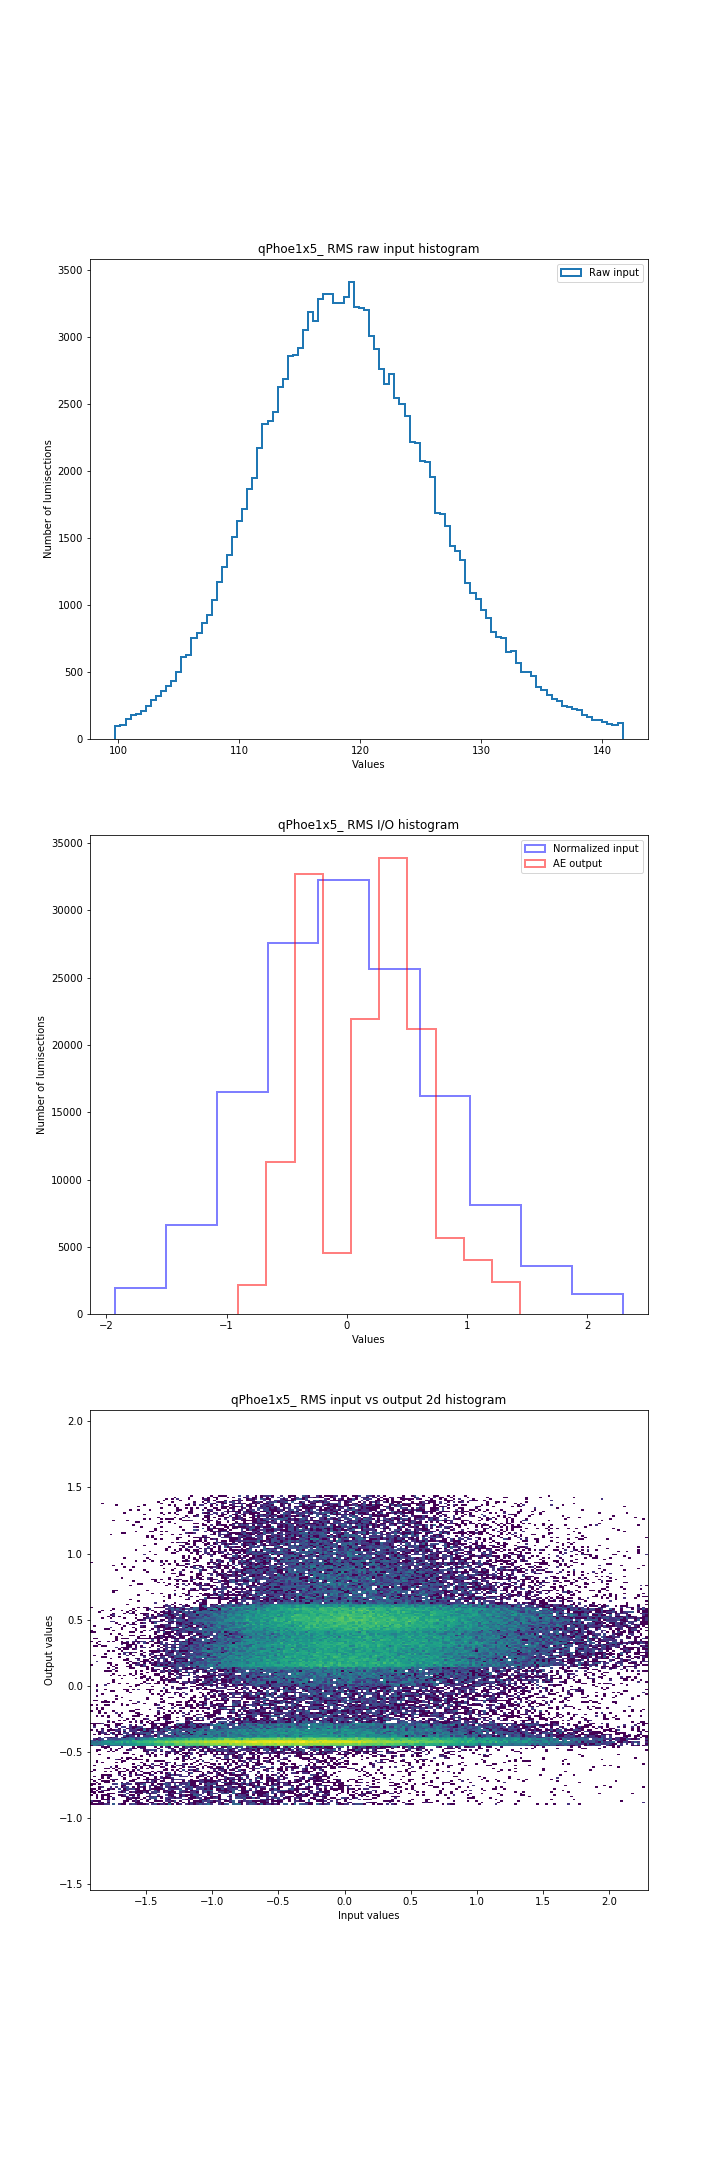 qPhoe1x5_ RMS raw input histogram
Raw input
3500
3000
2500
2000
1500
1000
500
0
Number of lumisections
100 110 120 130 140
Values
qPhoe1x5_ RMS I/O histogram
Normalized input
AE output
35000
30000
25000
20000
15000
10000
5000
0
Number of lumisections
−2 −1 0 1 2
Values
qPhoe1x5_ RMS input vs output 2d histogram
2.0
1.5
1.0
0.5
0.0
−0.5
−1.0
−1.5
Output values
−1.5 −1.0 −0.5 0.0 0.5 1.0 1.5 2.0
Input values